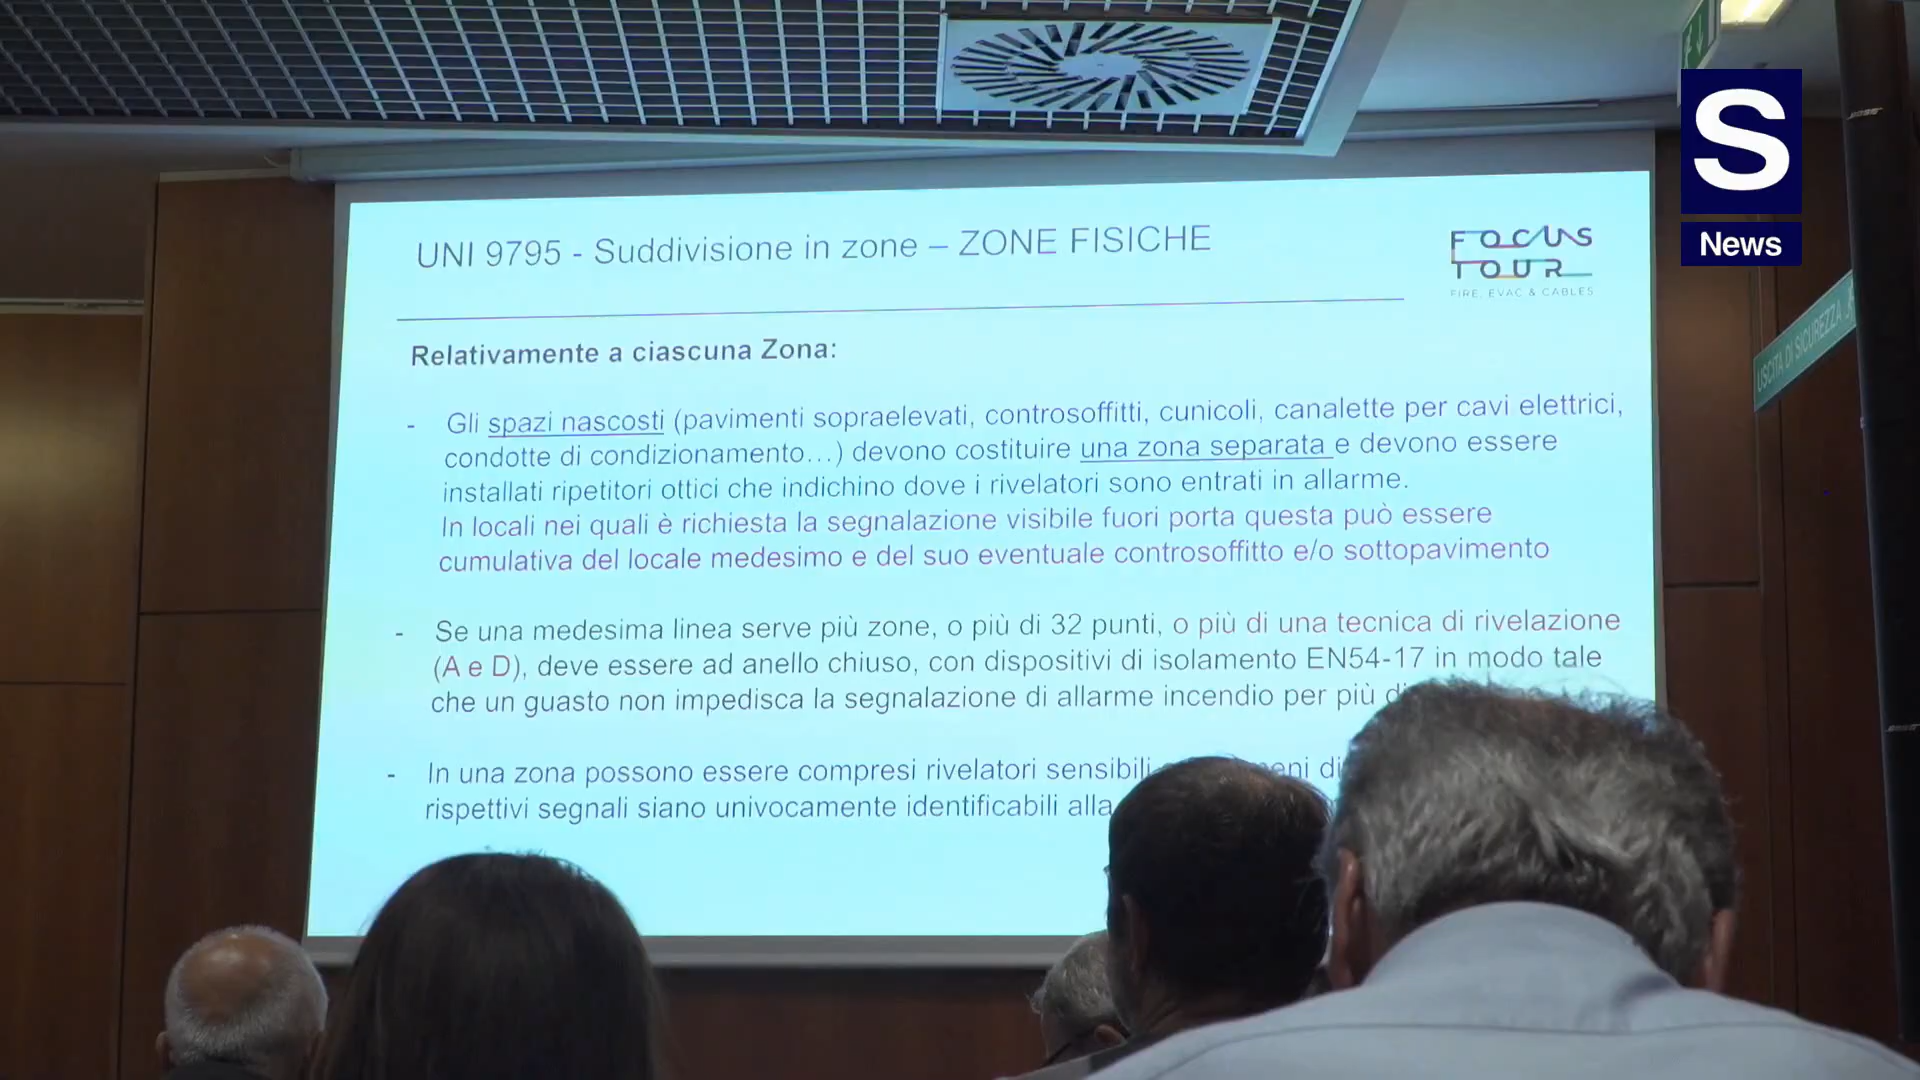 UNI 9795 - Suddivisione in zone – ZONE FISICHE
FOCUS
TOUR
FIRE, EVAC & CABLES
S
News
USCITA DI SICUREZZA
Relativamente a ciascuna Zona:
- Gli spazi nascosti (pavimenti sopraelevati, controsoffitti, cunicoli, canalette per cavi elettrici,
condotte di condizionamento…) devono costituire una zona separata e devono essere
installati ripetitori ottici che indichino dove i rivelatori sono entrati in allarme.
In locali nei quali è richiesta la segnalazione visibile fuori porta questa può essere
cumulativa del locale medesimo e del suo eventuale controsoffitto e/o sottopavimento
- Se una medesima linea serve più zone, o più di 32 punti, o più di una tecnica di rivelazione
(A e D), deve essere ad anello chiuso, con dispositivi di isolamento EN54-17 in modo tale
che un guasto non impedisca la segnalazione di allarme incendio per più
- In una zona possono essere compresi rivelatori sensibili
rispettivi segnali siano univocamente identificabili alla
BOSE
BOSE